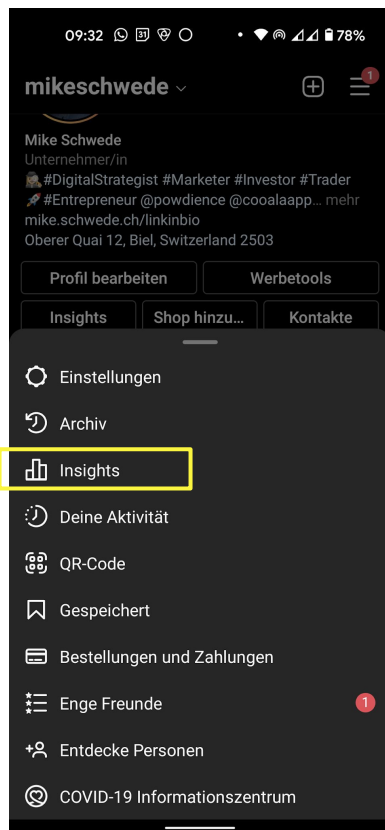 09:32 31 78%
mikeschwede
1
Mike Schwede
Unternehmer/in
#DigitalStrategist #Marketer #Investor #Trader
#Entrepreneur @powdience @cooalaapp... mehr
mike.schwede.ch/linkinbio
Oberer Quai 12, Biel, Switzerland 2503
Profil bearbeiten Werbetools
Insights Shop hinzu... Kontakte
Einstellungen
Archiv
Insights
Deine Aktivität
QR-Code
Gespeichert
Bestellungen und Zahlungen
Enge Freunde 1
Entdecke Personen
COVID-19 Informationszentrum